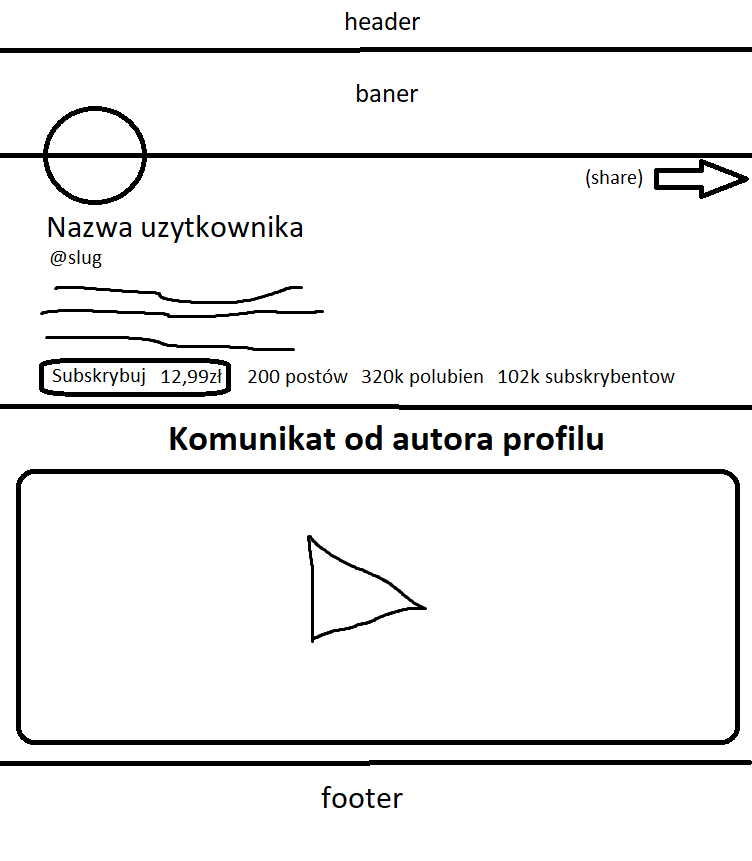 header
baner
(share)
Nazwa uzytkownika
@slug
Subskrybuj 12,99zł 200 postów 320k polubien 102k subskrybentow
Komunikat od autora profilu
footer